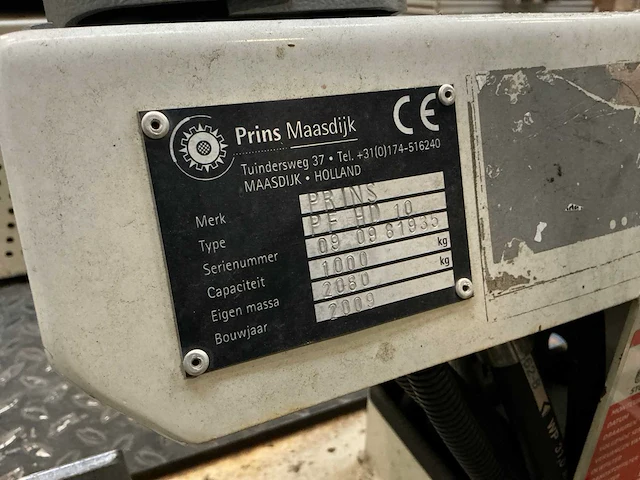 Prins Maasdijk CE
Tuindersweg 37 • Tel. +31(0)174-516240
MAASDIJK • HOLLAND
Merk PRINS
Type PF HD 10
Serienummer 09 09 61935
Capaciteit 1000 kg
Eigen massa 2080 kg
Bouwjaar 2009